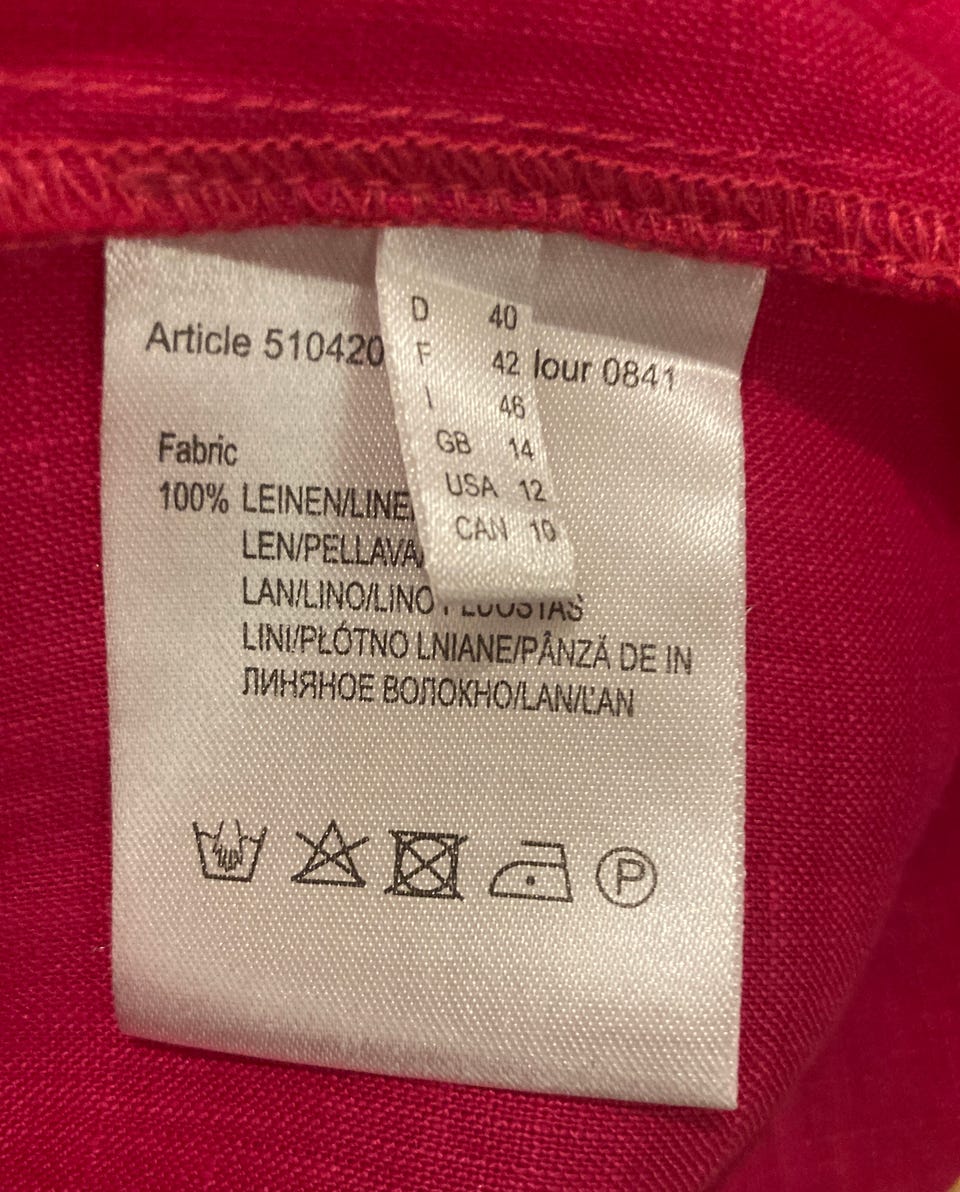 Article 510420
lour 0841
D 40
F 42
I 46
GB 14
USA 12
CAN 10
Fabric
100% LEINEN/LINE
LEN/PELLAVA/
LAN/LINO/LINO
LINI/PŁÓTNO LNIANE/PÂNZĂ DE IN
ЛИНЯНОЕ ВОЛОКНО/LAN/ĽAN
P